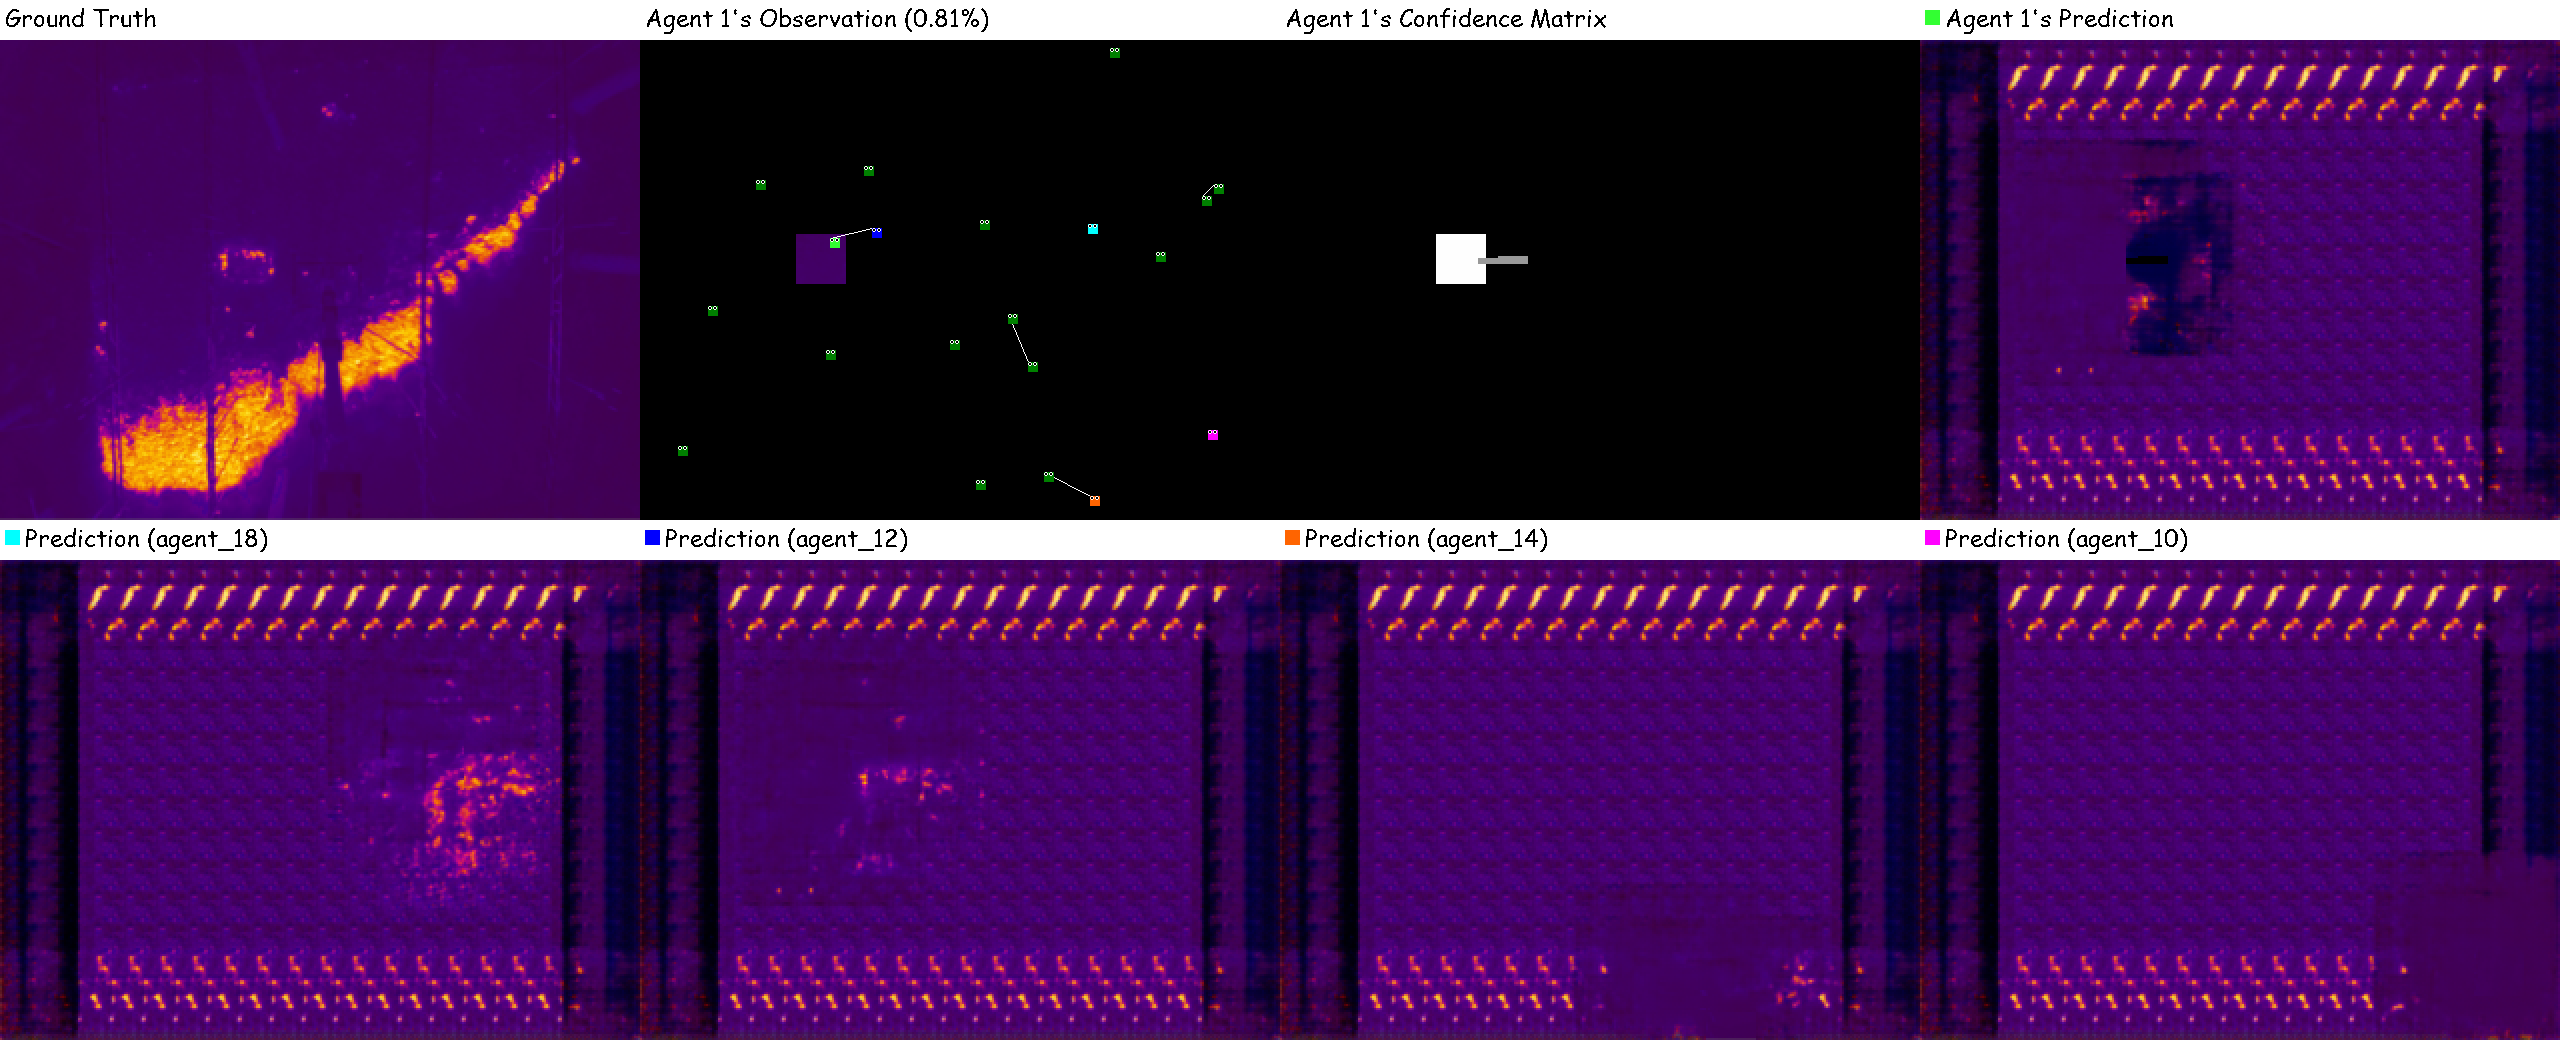 Ground Truth
Agent 1's Observation (0.81%)
Agent 1's Confidence Matrix
Agent 1's Prediction
Prediction (agent_18)
Prediction (agent_12)
Prediction (agent_14)
Prediction (agent_10)